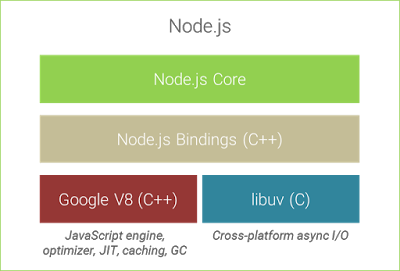 Node.js
Node.js Core
Node.js Bindings (C++)
Google V8 (C++)
libuv (C)
JavaScript engine,
optimizer, JIT, caching, GC
Cross-platform async I/O